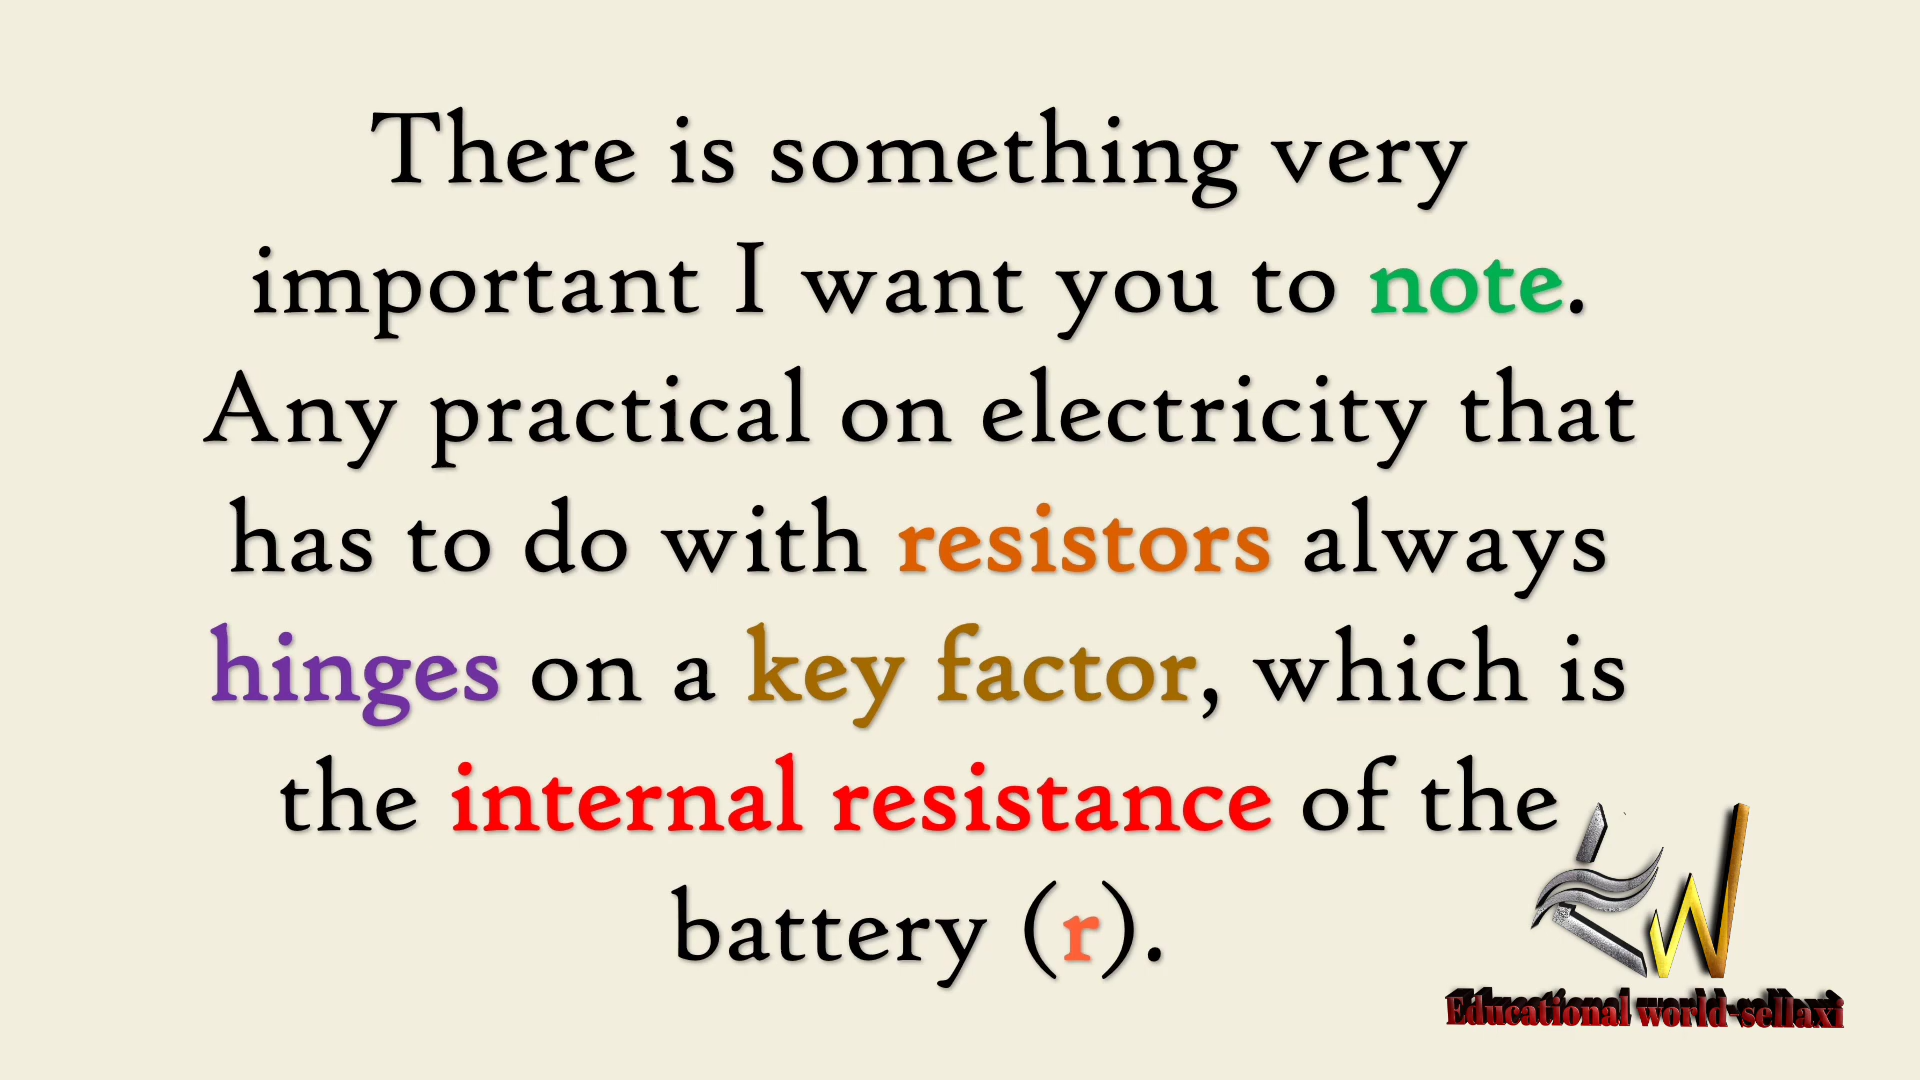 There is something very
important I want you to note.
Any practical on electricity that
has to do with resistors always
hinges on a key factor, which is
the internal resistance of the
battery (r).
EW
Educational world-sellaxi